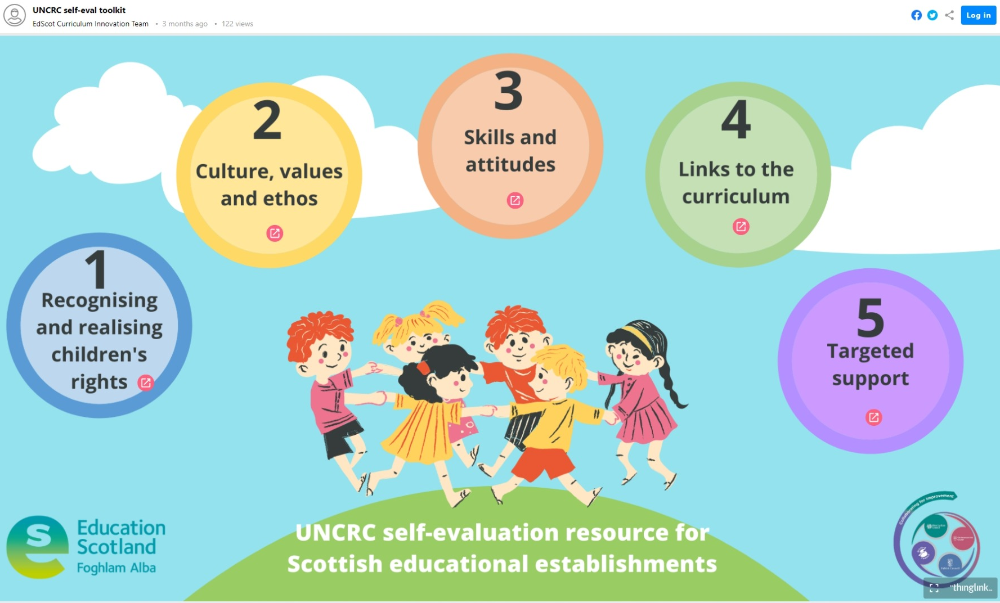 UNCRC self-eval toolkit
EdScot Curriculum Innovation Team • 3 months ago • 122 views
Log in
1
Recognising
and realising
children's
rights
2
Culture, values
and ethos
3
Skills and
attitudes
4
Links to the
curriculum
5
Targeted
support
UNCRC self-evaluation resource for
Scottish educational establishments
Education
Scotland
Foghlam Alba
Collaborating for Improvement
thinglink..